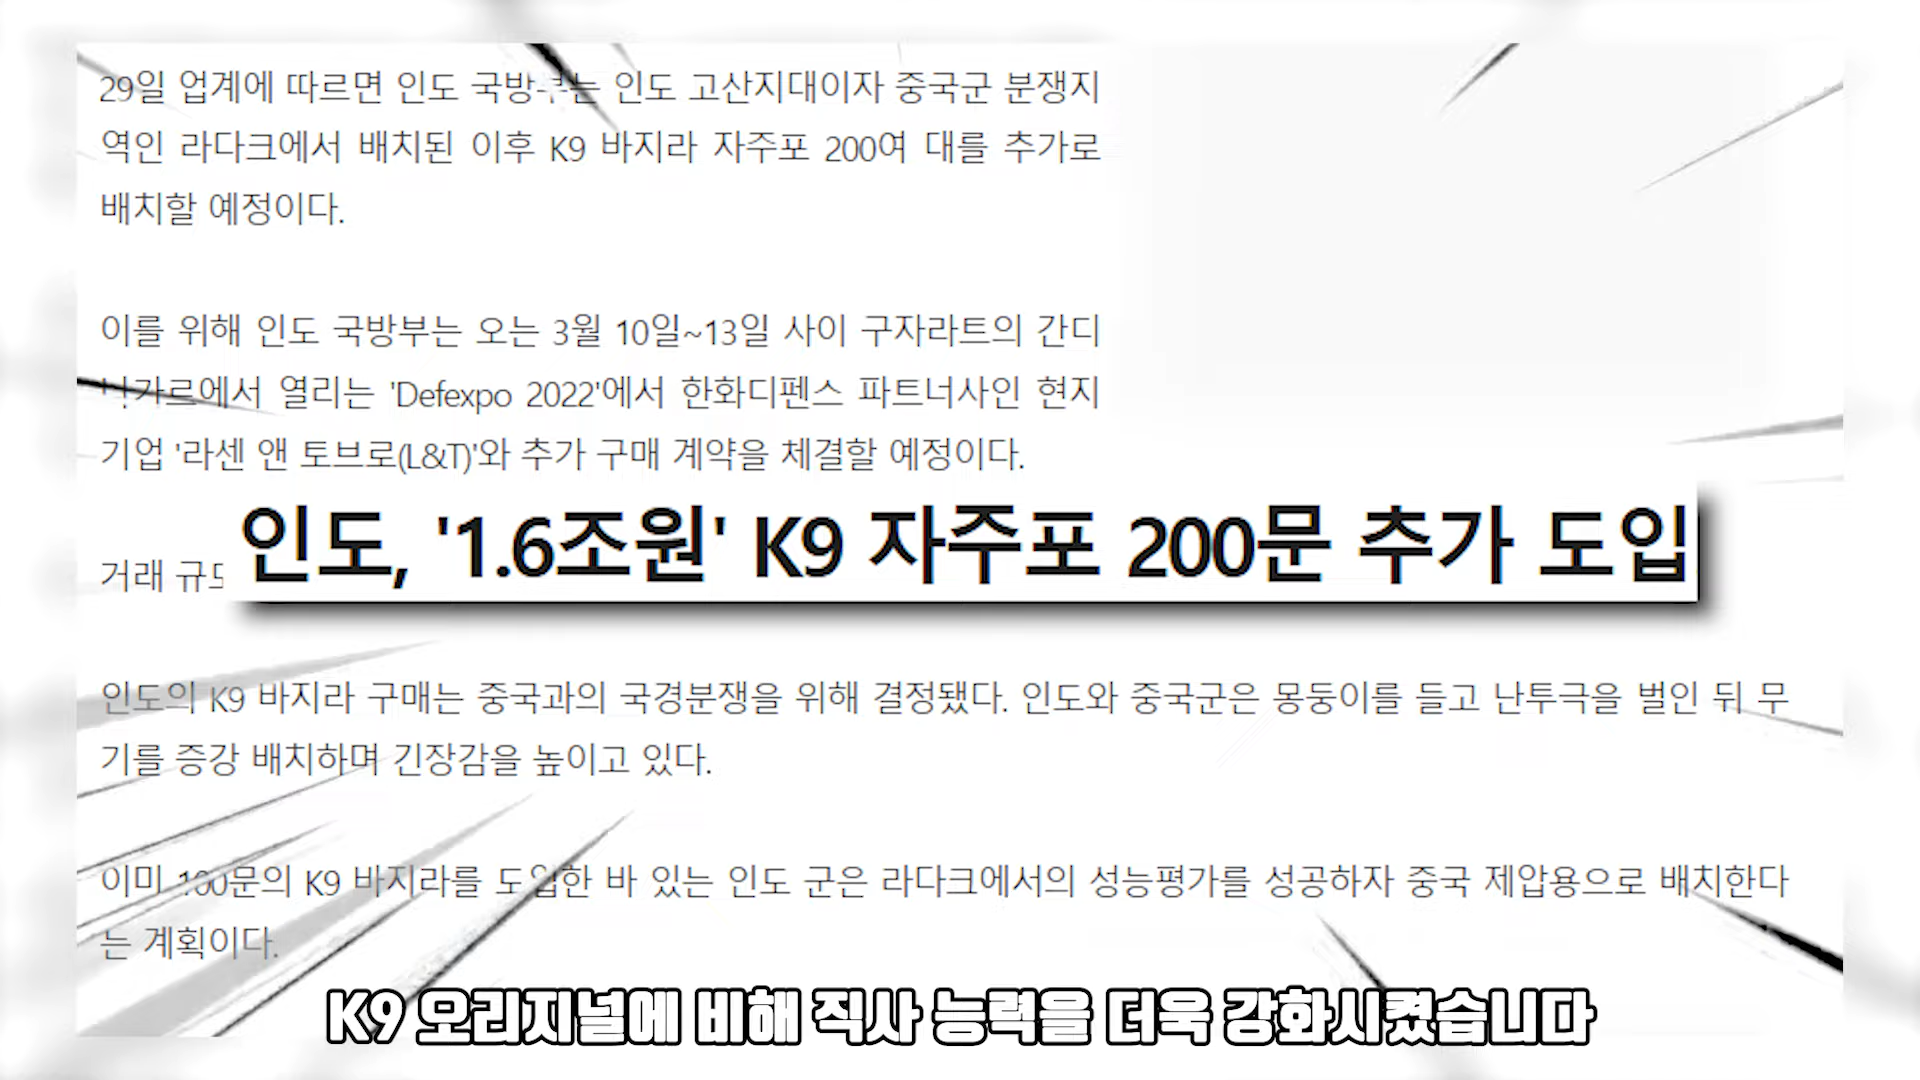 29일 업계에 따르면 인도 국방부는 인도 고산지대이자 중국군 분쟁지
역인 라다크에서 배치된 이후 K9 바지라 자주포 200여 대를 추가로
배치할 예정이다.
이를 위해 인도 국방부는 오는 3월 10일~13일 사이 구자라트의 간디
나가르에서 열리는 'Defexpo 2022'에서 한화디펜스 파트너사인 현지
기업 '라센 앤 토브로(L&T)'와 추가 구매 계약을 체결할 예정이다.
인도, '1.6조원' K9 자주포 200문 추가 도입
거래
인도의 K9 바지라 구매는 중국과의 국경분쟁을 위해 결정됐다. 인도와 중국군은 몽둥이를 들고 난투극을 벌인 뒤 무
기를 증강 배치하며 긴장감을 높이고 있다.
이미 100문의 K9 바지라를 도입한 바 있는 인도 군은 라다크에서의 성능평가를 성공하자 중국 제압용으로 배치한다
는 계획이다.
K9 오리지널에 비해 직사 능력을 더욱 강화시켰습니다